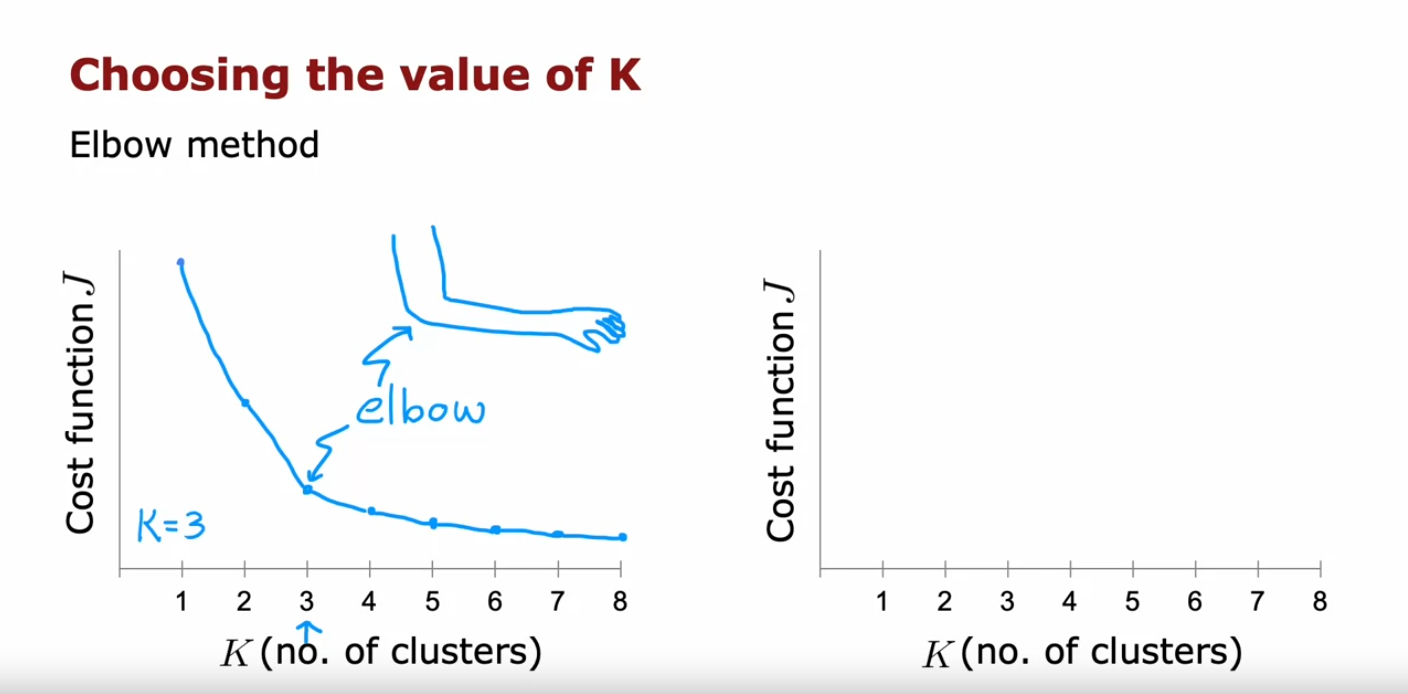 Choosing the value of K
Elbow method
Cost function J
elbow
K=3
1 2 3 4 5 6 7 8
K (no. of clusters)
Cost function J
1 2 3 4 5 6 7 8
K (no. of clusters)